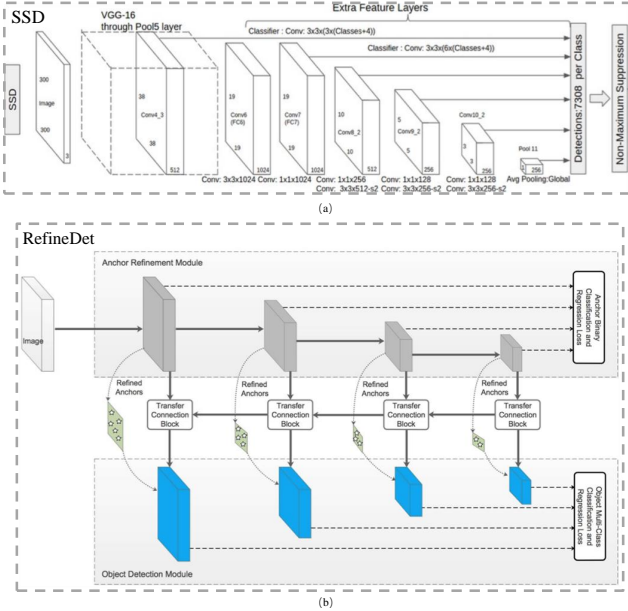 SSD
VGG-16
through Pool5 layer
Extra Feature Layers
Classifier : Conv: 3x3x(3x(Classes+4))
Classifier : Conv: 3x3x(6x(Classes+4))
SSD
300
Image
300
3
38
Conv4_3
38
512
19
Conv6
(FC6)
19
1024
19
Conv7
(FC7)
19
1024
10
Conv8_2
10
512
5
Conv9_2
5
256
Conv10_2
3
3
256
Pool 11
1
256
Detections:7308 per Class
Non-Maximum Suppression
Conv: 3x3x1024
Conv: 1x1x1024
Conv: 1x1x256
Conv: 3x3x512-s2
Conv: 1x1x128
Conv: 3x3x256-s2
Conv: 1x1x128
Conv: 3x3x256-s2
Avg Pooling:Global
(a)
RefineDet
Anchor Refinement Module
Image
Anchor Binary
Classification and
Regression Loss
Refined
Anchors
Refined
Anchors
Refined
Anchors
Refined
Anchors
Transfer
Connection
Block
Transfer
Connection
Block
Transfer
Connection
Block
Transfer
Connection
Block
Object Multi-Class
Classification and
Regression Loss
Object Detection Module
(b)